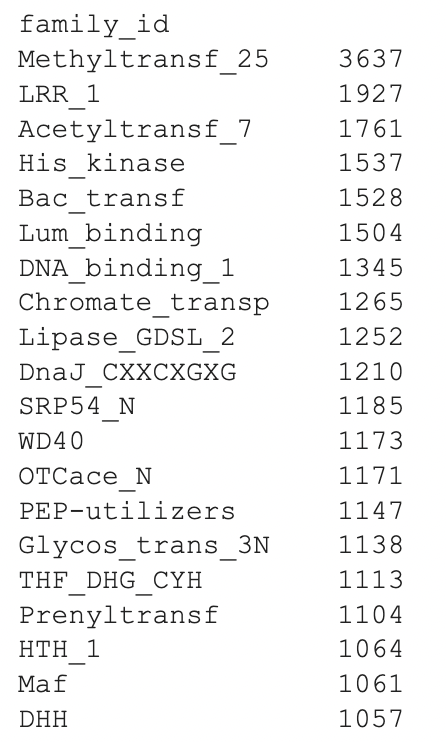 family_id
Methyltransf_25 3637
LRR_1 1927
Acetyltransf_7 1761
His_kinase 1537
Bac_transf 1528
Lum_binding 1504
DNA_binding_1 1345
Chromate_transp 1265
Lipase_GDSL_2 1252
DnaJ_CXXCXGXG 1210
SRP54_N 1185
WD40 1173
OTCace_N 1171
PEP-utilizers 1147
Glycos_trans_3N 1138
THF_DHG_CYH 1113
Prenyltransf 1104
HTH_1 1064
Maf 1061
DHH 1057